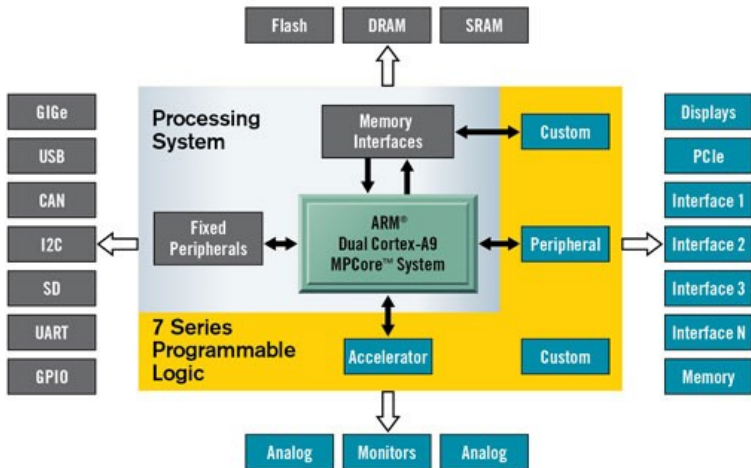 Flash
DRAM
SRAM
GIGe
USB
CAN
I2C
SD
UART
GPIO
Processing
System
Memory
Interfaces
Custom
Fixed
Peripherals
ARM®
Dual Cortex-A9
MPCore™ System
Peripheral
7 Series
Programmable
Logic
Accelerator
Custom
Displays
PCIe
Interface 1
Interface 2
Interface 3
Interface N
Memory
Analog
Monitors
Analog